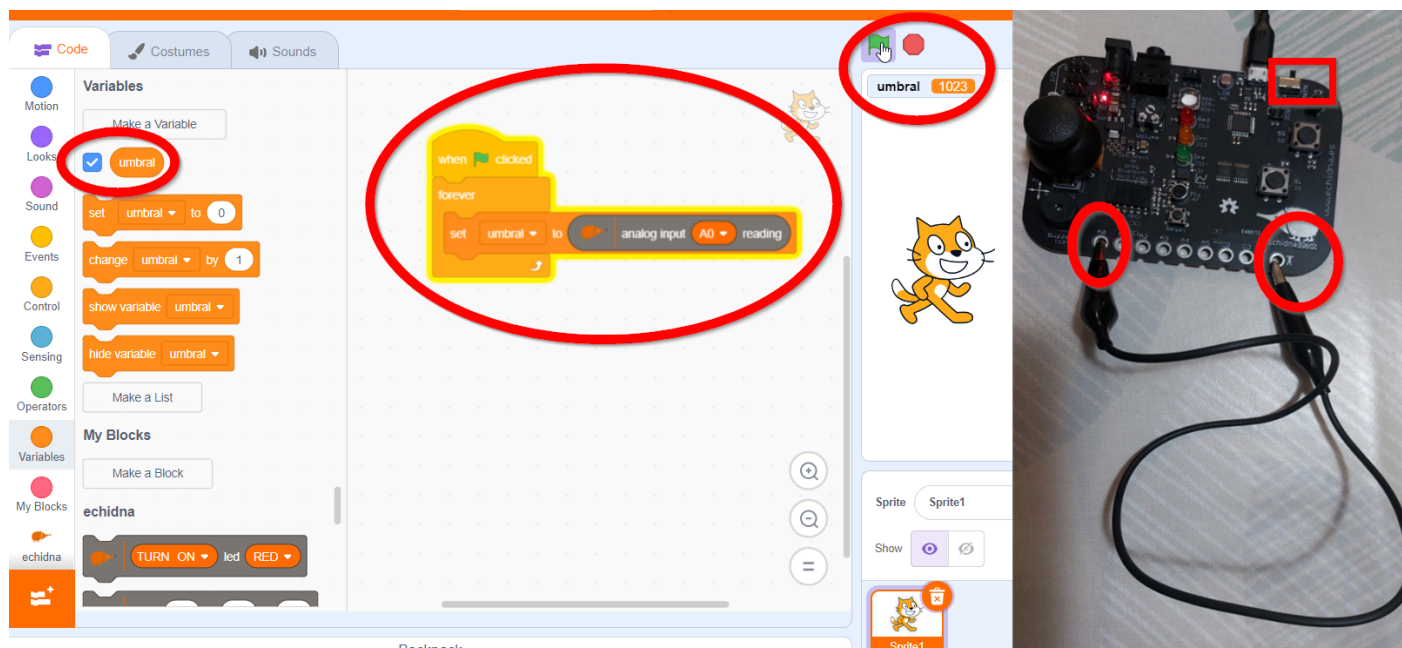 Code
Costumes
Sounds
Motion
Looks
Sound
Events
Control
Sensing
Operators
Variables
My Blocks
echidna
Variables
Make a Variable
umbral
set umbral to 0
change umbral by 1
show variable umbral
hide variable umbral
Make a List
My Blocks
Make a Block
echidna
TURN ON led RED
when clicked
forever
set umbral to analog input A0 reading
umbral 1023
Sprite Sprite1
Show
Sprite1
Reset